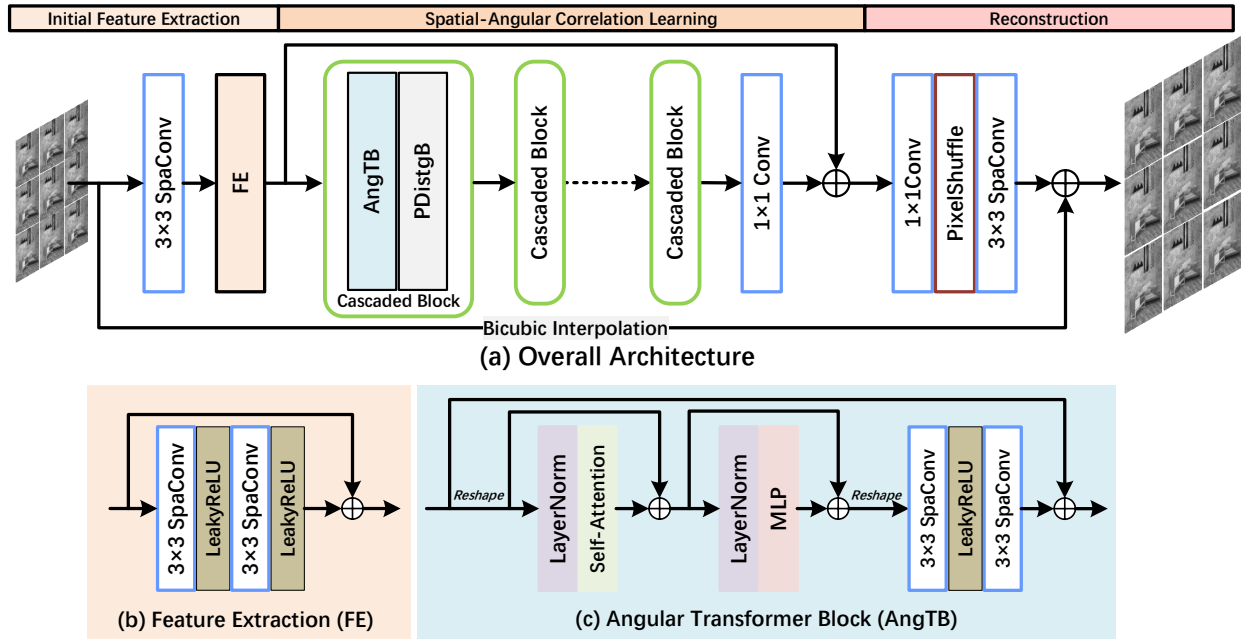 Initial Feature Extraction
Spatial-Angular Correlation Learning
Reconstruction
3×3 SpaConv
FE
AngTB
PDistgB
Cascaded Block
Cascaded Block
Cascaded Block
1×1 Conv
1×1Conv
PixelShuffle
3×3 SpaConv
Bicubic Interpolation
(a) Overall Architecture
3×3 SpaConv
LeakyReLU
3×3 SpaConv
LeakyReLU
(b) Feature Extraction (FE)
Reshape
LayerNorm
Self-Attention
LayerNorm
MLP
Reshape
3×3 SpaConv
LeakyReLU
3×3 SpaConv
(c) Angular Transformer Block (AngTB)